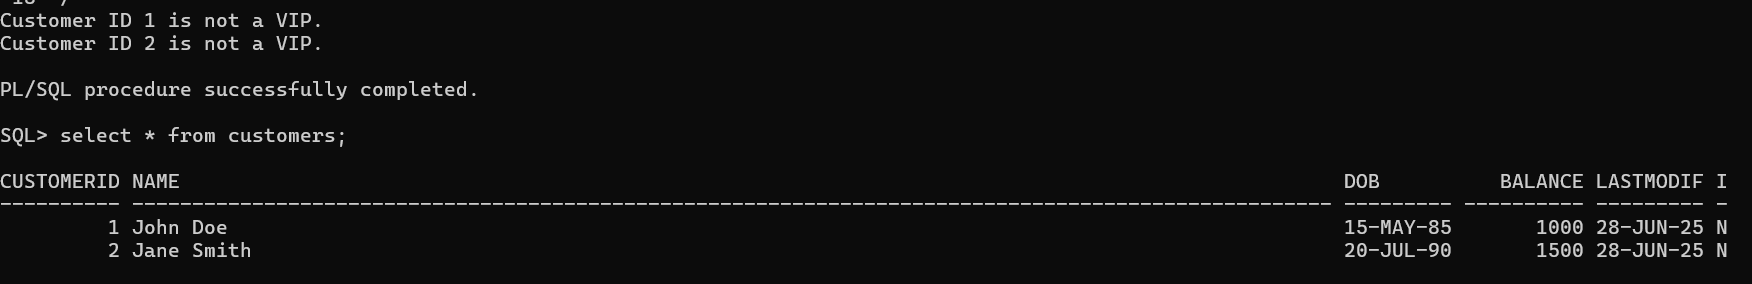 Customer ID 1 is not a VIP.
Customer ID 2 is not a VIP.
PL/SQL procedure successfully completed.
SQL> select * from customers;
CUSTOMERID NAME DOB BALANCE LASTMODIF I
---------- ---------------------------------------------------------------------------------------------------- --------- ---------- --------- -
1 John Doe 15-MAY-85 1000 28-JUN-25 N
2 Jane Smith 20-JUL-90 1500 28-JUN-25 N